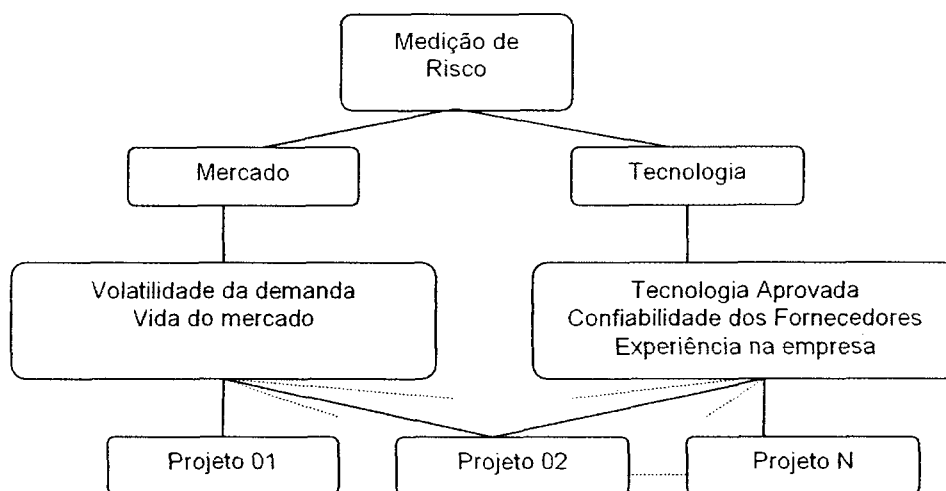 Medição de
Risco
Mercado
Tecnologia
Volatilidade da demanda
Vida do mercado
Tecnologia Aprovada
Confiabilidade dos Fornecedores
Experiência na empresa
Projeto 01
Projeto 02
Projeto N